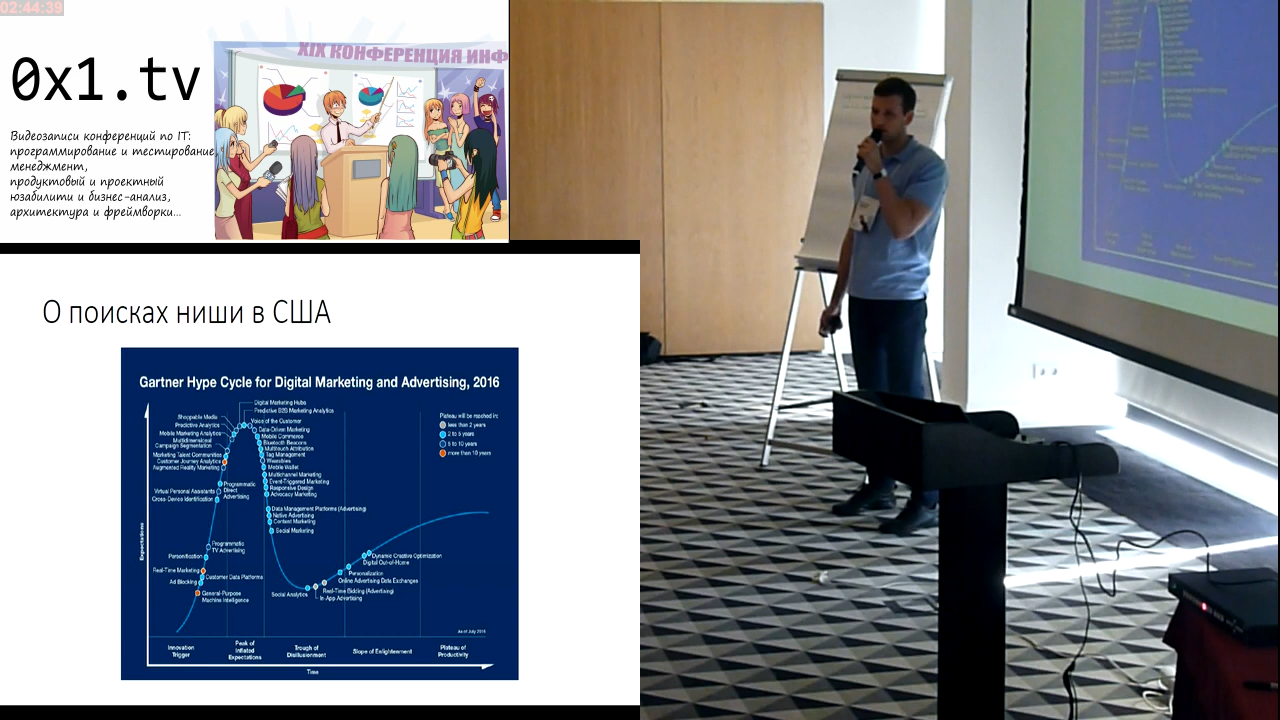 02:44:39
0x1.tv
Видеозаписи конференций по IT:
программирование и тестирование,
менеджмент,
продуктовый и проектный
юзабилити и бизнес-анализ,
архитектура и фреймворки...
XIX КОНФЕРЕНЦИЯ ИНФ
О поисках ниши в США
Gartner Hype Cycle for Digital Marketing and Advertising, 2016
Digital Marketing Hubs
Predictive B2B Marketing Analytics
Shoppable Media
Voice of the Customer
Predictive Analytics
Data-Driven Marketing
Mobile Marketing Analytics
Mobile Commerce
Multidimensional
Campaign Segmentation
Bluetooth Beacons
Multitouch Attribution
Marketing Talent Communities
Tag Management
Customer Journey Analytics
Wearables
Augmented Reality Marketing
Mobile Wallet
Multichannel Marketing
Event-Triggered Marketing
Responsive Design
Advocacy Marketing
Programmatic
Direct
Advertising
Virtual Personal Assistants
Cross-Device Identification
Data Management Platforms (Advertising)
Native Advertising
Content Marketing
Social Marketing
Programmatic
TV Advertising
Personification
Real-Time Marketing
Customer Data Platforms
Ad Blocking
General-Purpose
Machine Intelligence
Dynamic Creative Optimization
Digital Out-of-Home
Personalization
Online Advertising Data Exchanges
Real-Time Bidding (Advertising)
In-App Advertising
Social Analytics
Plateau will be reached in:
less than 2 years
2 to 5 years
5 to 10 years
more than 10 years
As of July 2016
Expectations
Innovation
Trigger
Peak of
Inflated
Expectations
Trough of
Disillusionment
Slope of Enlightenment
Plateau of
Productivity
Time